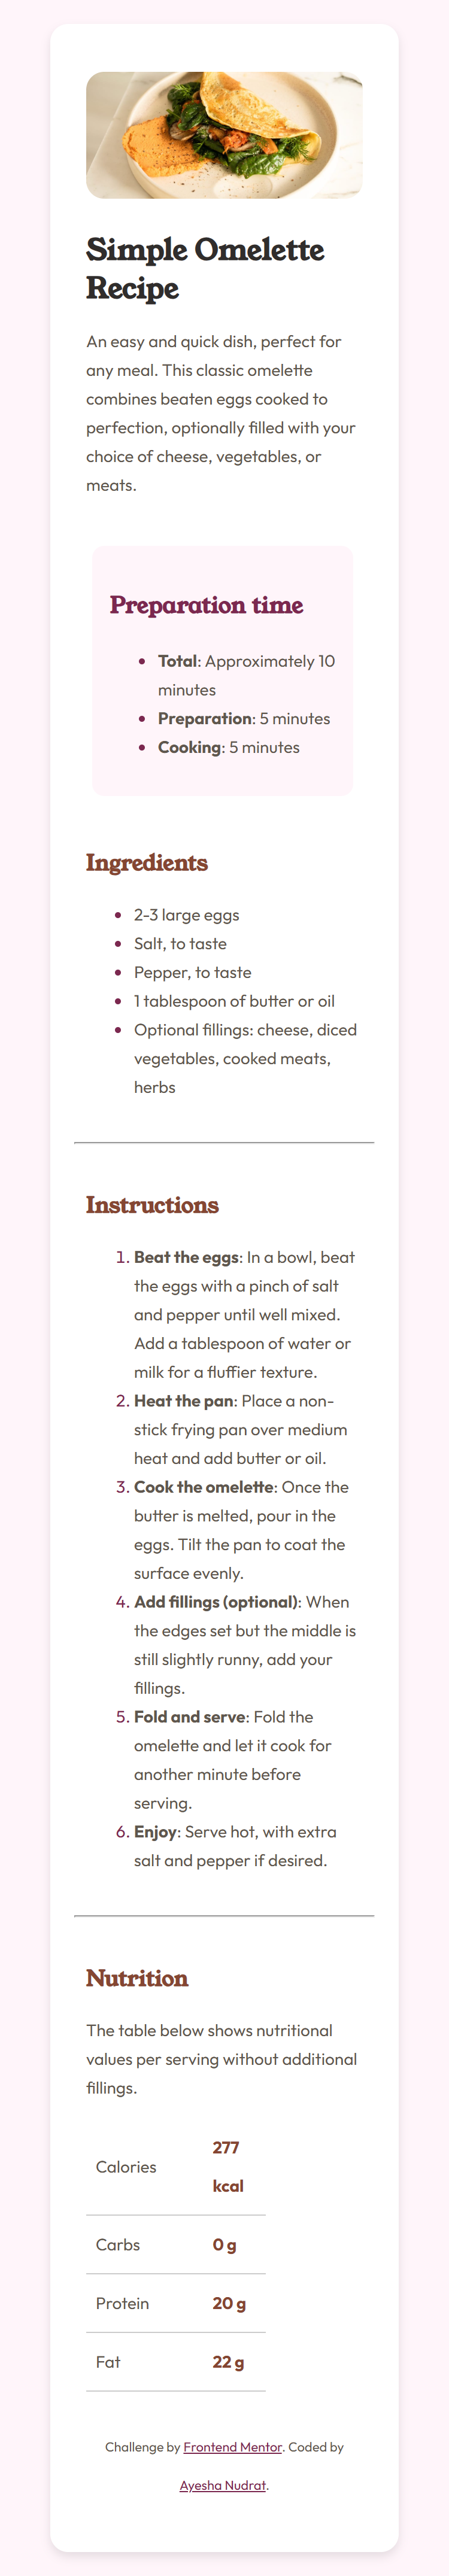 Simple Omelette
Recipe
An easy and quick dish, perfect for
any meal. This classic omelette
combines beaten eggs cooked to
perfection, optionally filled with your
choice of cheese, vegetables, or
meats.
Preparation time
• Total: Approximately 10
minutes
• Preparation: 5 minutes
• Cooking: 5 minutes
Ingredients
• 2-3 large eggs
• Salt, to taste
• Pepper, to taste
• 1 tablespoon of butter or oil
• Optional fillings: cheese, diced
vegetables, cooked meats,
herbs
Instructions
1. Beat the eggs: In a bowl, beat
the eggs with a pinch of salt
and pepper until well mixed.
Add a tablespoon of water or
milk for a fluffier texture.
2. Heat the pan: Place a non-
stick frying pan over medium
heat and add butter or oil.
3. Cook the omelette: Once the
butter is melted, pour in the
eggs. Tilt the pan to coat the
surface evenly.
4. Add fillings (optional): When
the edges set but the middle is
still slightly runny, add your
fillings.
5. Fold and serve: Fold the
omelette and let it cook for
another minute before
serving.
6. Enjoy: Serve hot, with extra
salt and pepper if desired.
Nutrition
The table below shows nutritional
values per serving without additional
fillings.
Calories 277
kcal
Carbs 0 g
Protein 20 g
Fat 22 g
Challenge by Frontend Mentor. Coded by
Ayesha Nudrat.